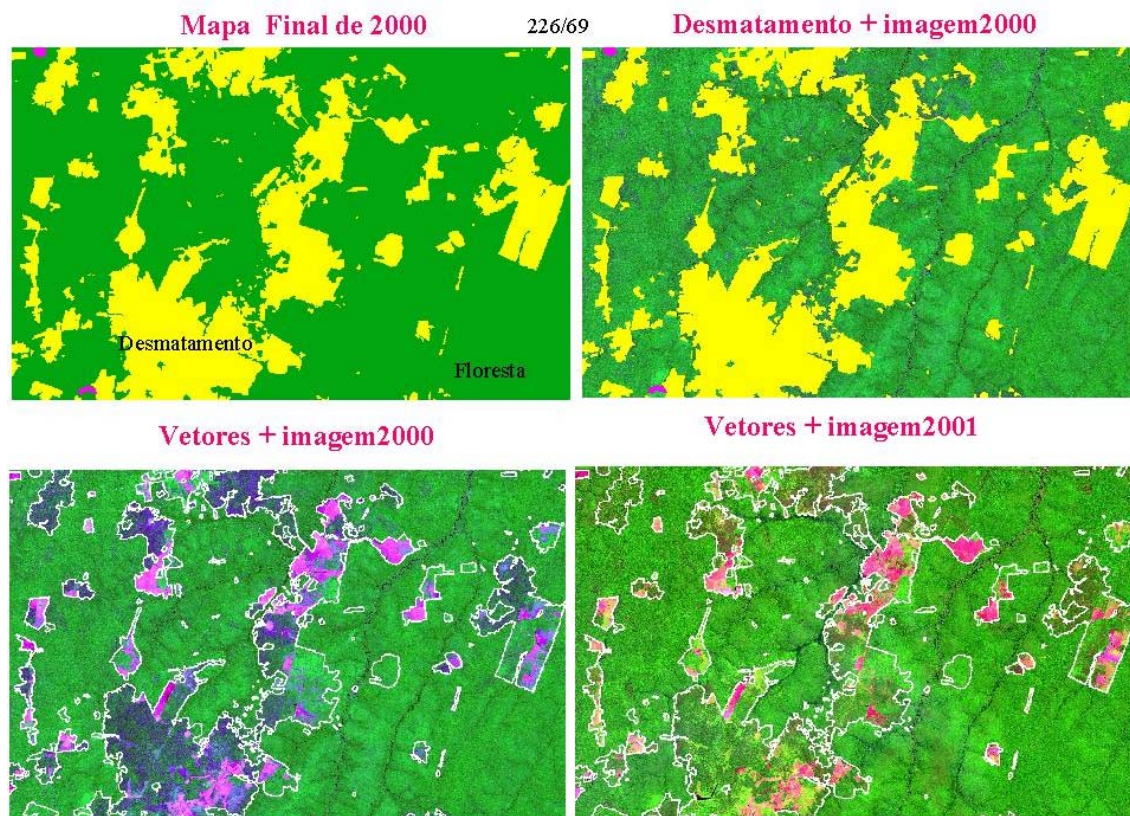 Mapa Final de 2000
226/69
Desmatamento + imagem2000
Desmatamento
Floresta
Vetores + imagem2000
Vetores + imagem2001